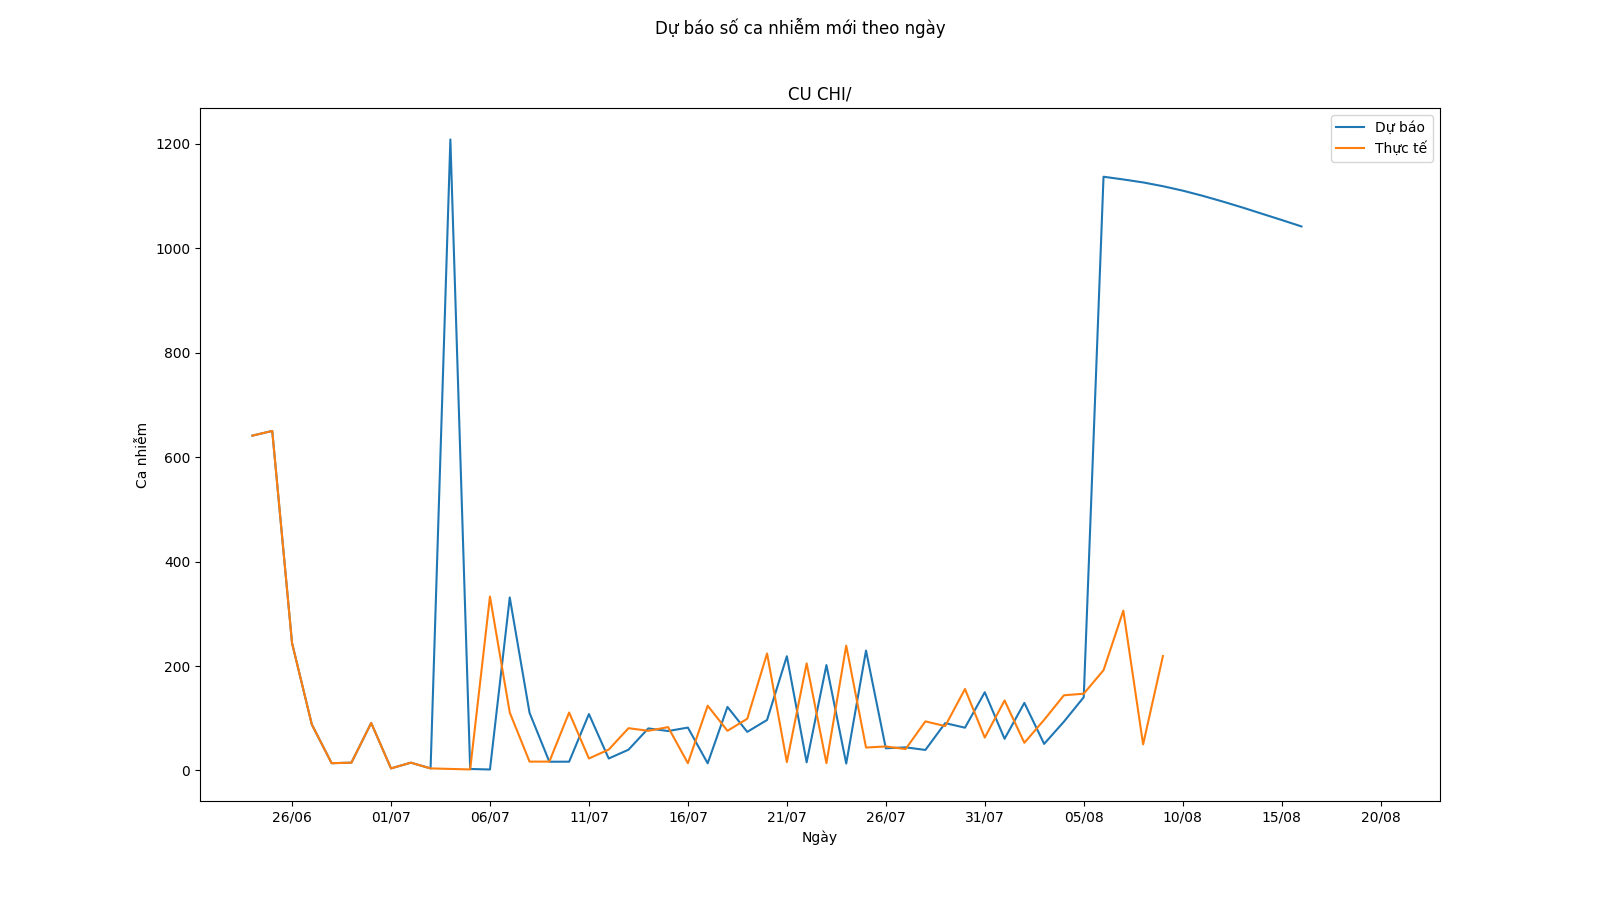 Dự báo số ca nhiễm mới theo ngày
CU CHI/
Dự báo
Thực tế
1200
1000
800
600
400
200
0
Ca nhiễm
26/06 01/07 06/07 11/07 16/07 21/07 26/07 31/07 05/08 10/08 15/08 20/08
Ngày